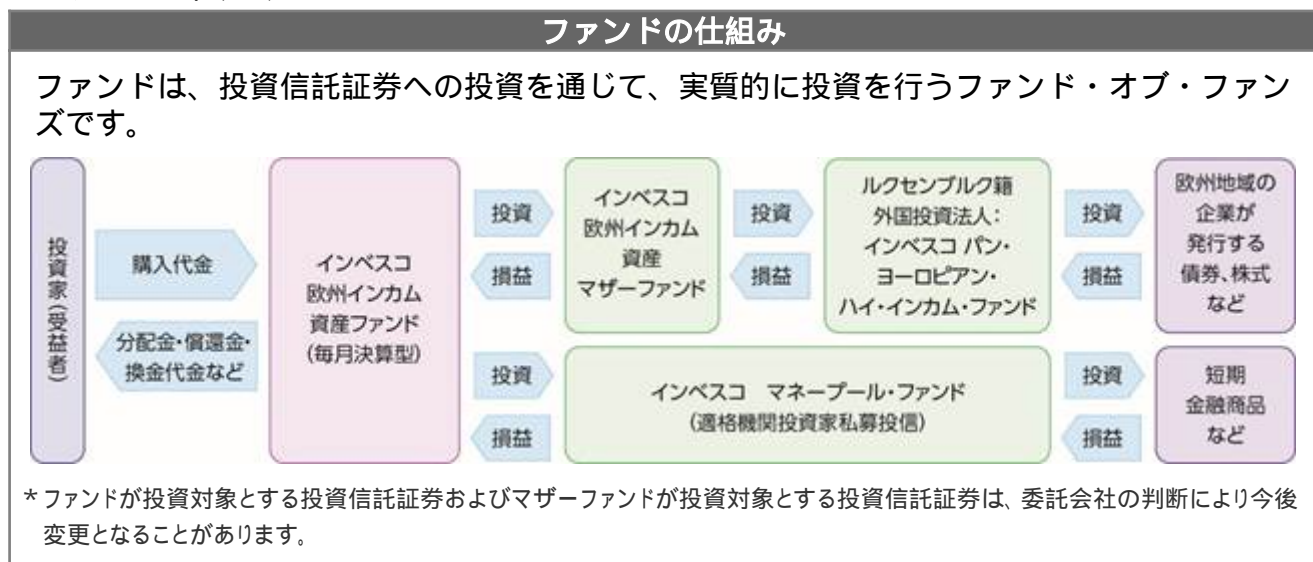 ファンドの仕組み
ファンドは、投資信託証券への投資を通じて、実質的に投資を行うファンド・オブ・ファン
ズです。
投資家(受益者)
購入代金
分配金・償還金・
換金代金など
インベスコ
欧州インカム
資産ファンド
(毎月決算型)
投資
損益
インベスコ
欧州インカム
資産
マザーファンド
投資
損益
ルクセンブルク籍
外国投資法人:
インベスコ パン・
ヨーロピアン・
ハイ・インカム・ファンド
投資
損益
欧州地域の
企業が
発行する
債券、株式
など
投資
損益
インベスコ マネープール・ファンド
(適格機関投資家私募投信)
投資
損益
短期
金融商品
など
*ファンドが投資対象とする投資信託証券およびマザーファンドが投資対象とする投資信託証券は、委託会社の判断により今後
変更となることがあります。